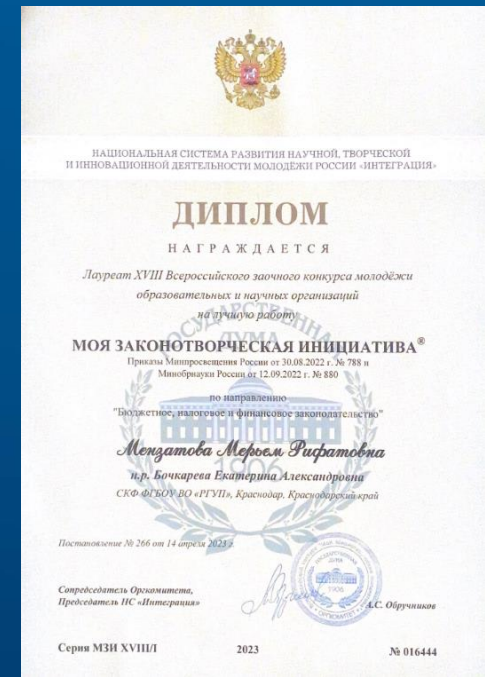 НАЦИОНАЛЬНАЯ СИСТЕМА РАЗВИТИЯ НАУЧНОЙ, ТВОРЧЕСКОЙ
И ИННОВАЦИОННОЙ ДЕЯТЕЛЬНОСТИ МОЛОДЁЖИ РОССИИ «ИНТЕГРАЦИЯ»
ДИПЛОМ
НАГРАЖДАЕТСЯ
Лауреат XVIII Всероссийского заочного конкурса молодёжи
образовательных и научных организаций
на лучшую работу
ГОСУДАРСТВЕННАЯ
ДУМА
МОЯ ЗАКОНОТВОРЧЕСКАЯ ИНИЦИАТИВА®
Приказы Минпросвещения России от 30.08.2022 г. № 788 и
Минобрнауки России от 12.09.2022 г. № 880
по направлению
"Бюджетное, налоговое и финансовое законодательство"
Мензатова Мерьем Рифатовна
1906
н.р. Бочкарева Екатерина Александровна
СКФ ФГБОУ ВО «РГУП», Краснодар, Краснодарский край
Постановление № 266 от 14 апреля 2023 г.
Сопредседатель Оргкомитета,
Председатель НС «Интеграция»
А.С. Обручников
Серия МЗИ XVIII/I
2023
№ 016444